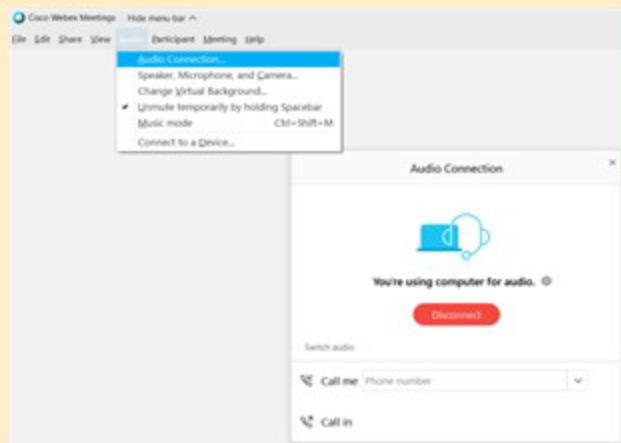 Cisco Webex Meetings Hide menu bar ^
File Edit Share View Participant Meeting Help
Audio Connection...
Speaker, Microphone, and Camera...
Change Virtual Background...
✓ Unmute temporarily by holding Spacebar
Music mode Ctrl+Shift+M
Connect to a Device...
Audio Connection ×
You're using computer for audio.
Disconnect
Switch audio
Call me Phone number
Call in